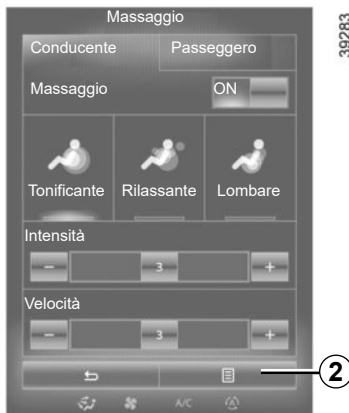 Massaggio
39283
Conducente Passeggero
Massaggio ON
Tonificante Rilassante Lombare
Intensità
- 3 +
Velocità
- 3 +
2
A/C A